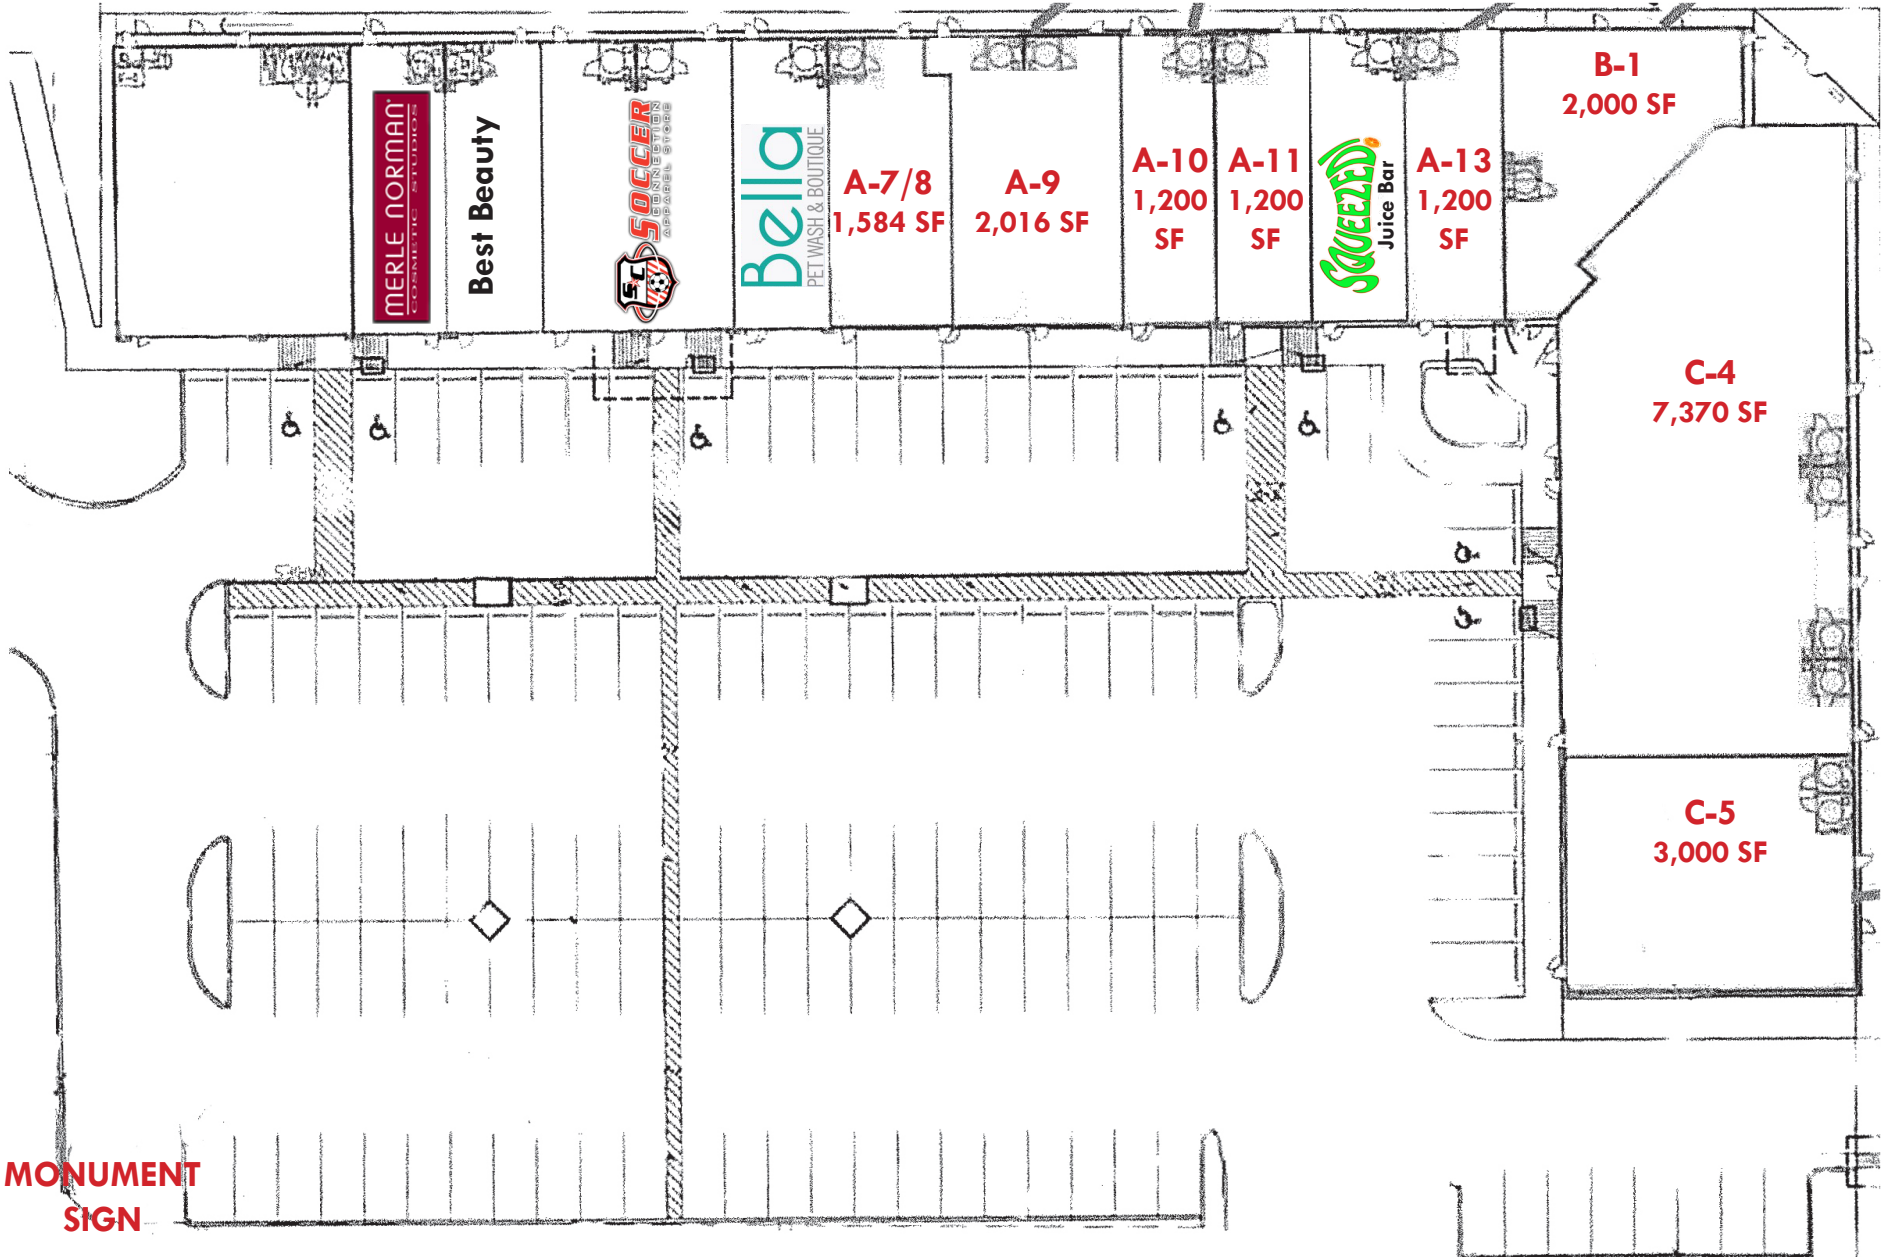 MERLE NORMAN
COSMETIC STUDIOS
Best Beauty
SOCCER
CONNECTION
APPAREL STORE
SC
Bella
PET WASH & BOUTIQUE
A-7/8
1,584 SF
A-9
2,016 SF
A-10
1,200
SF
A-11
1,200
SF
SQUEEZED
Juice Bar
A-13
1,200
SF
B-1
2,000 SF
C-4
7,370 SF
C-5
3,000 SF
MONUMENT
SIGN